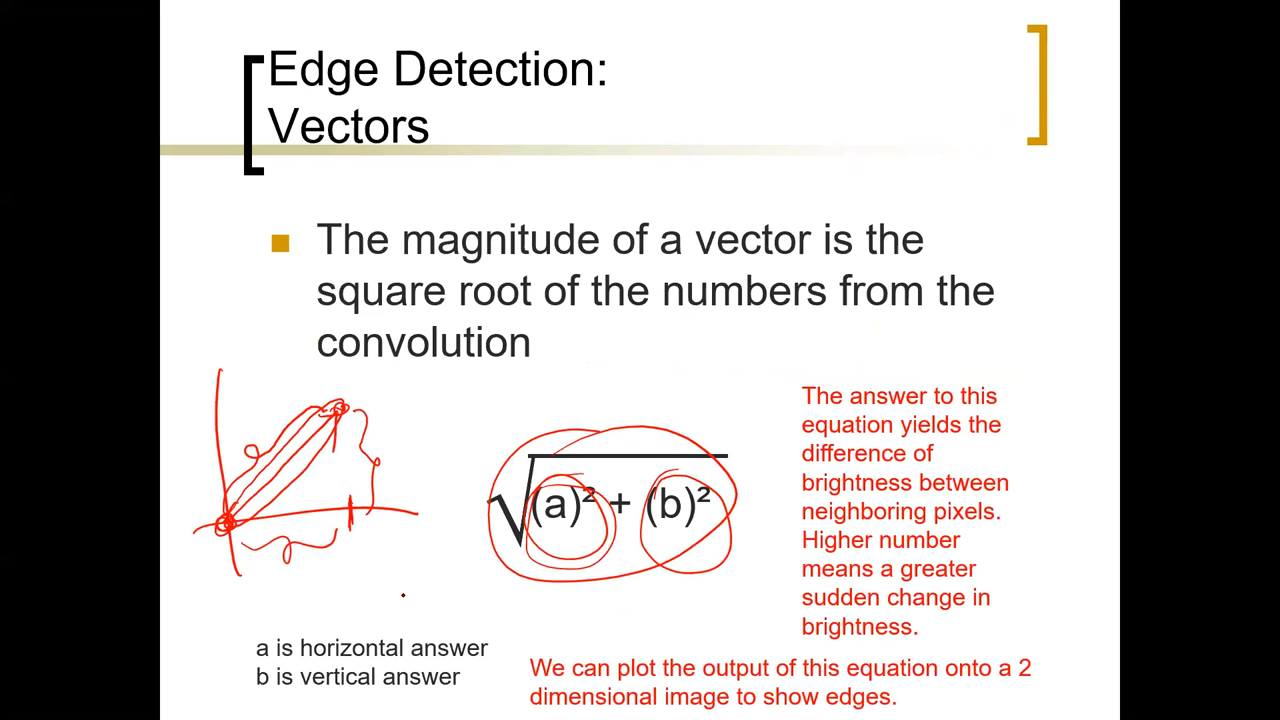 Edge Detection:
Vectors
The magnitude of a vector is the
square root of the numbers from the
convolution
√(a)² + (b)²
The answer to this
equation yields the
difference of
brightness between
neighboring pixels.
Higher number
means a greater
sudden change in
brightness.
a is horizontal answer
b is vertical answer
We can plot the output of this equation onto a 2
dimensional image to show edges.